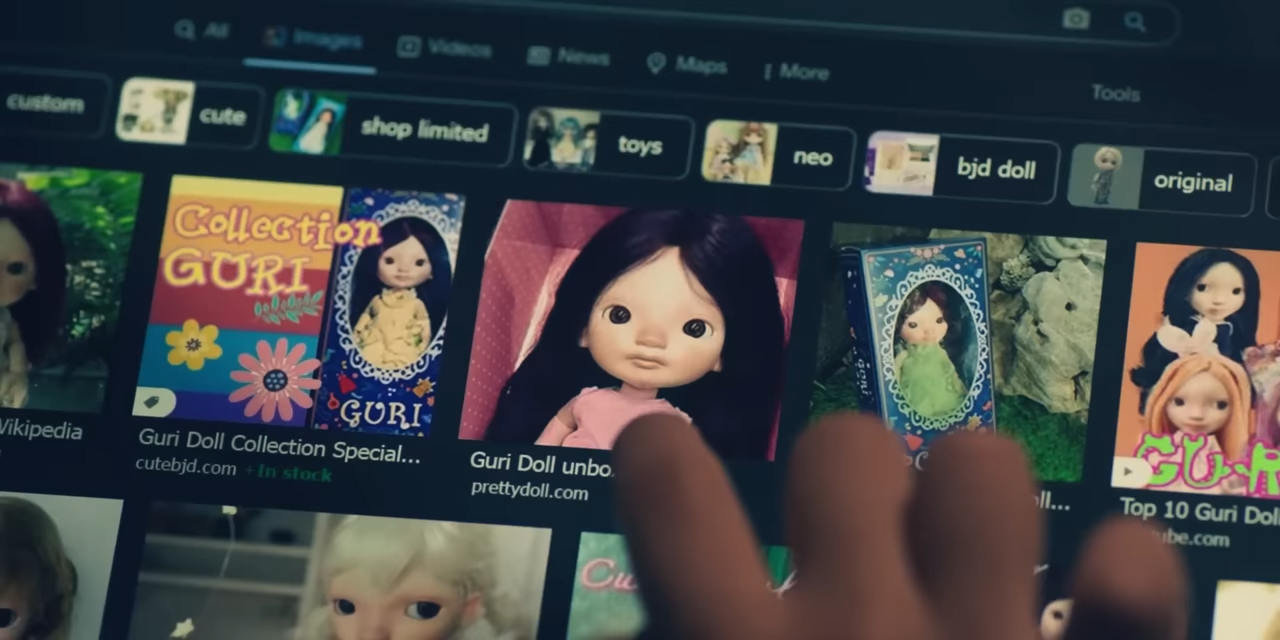 All Images Videos News Maps More
Tools
custom cute shop limited toys neo bjd doll original
Collection
GURI
GURI
Wikipedia
Guri Doll Collection Special...
cutebjd.com +In stock
Guri Doll
prettydoll.com
Top 10 Guri Doll